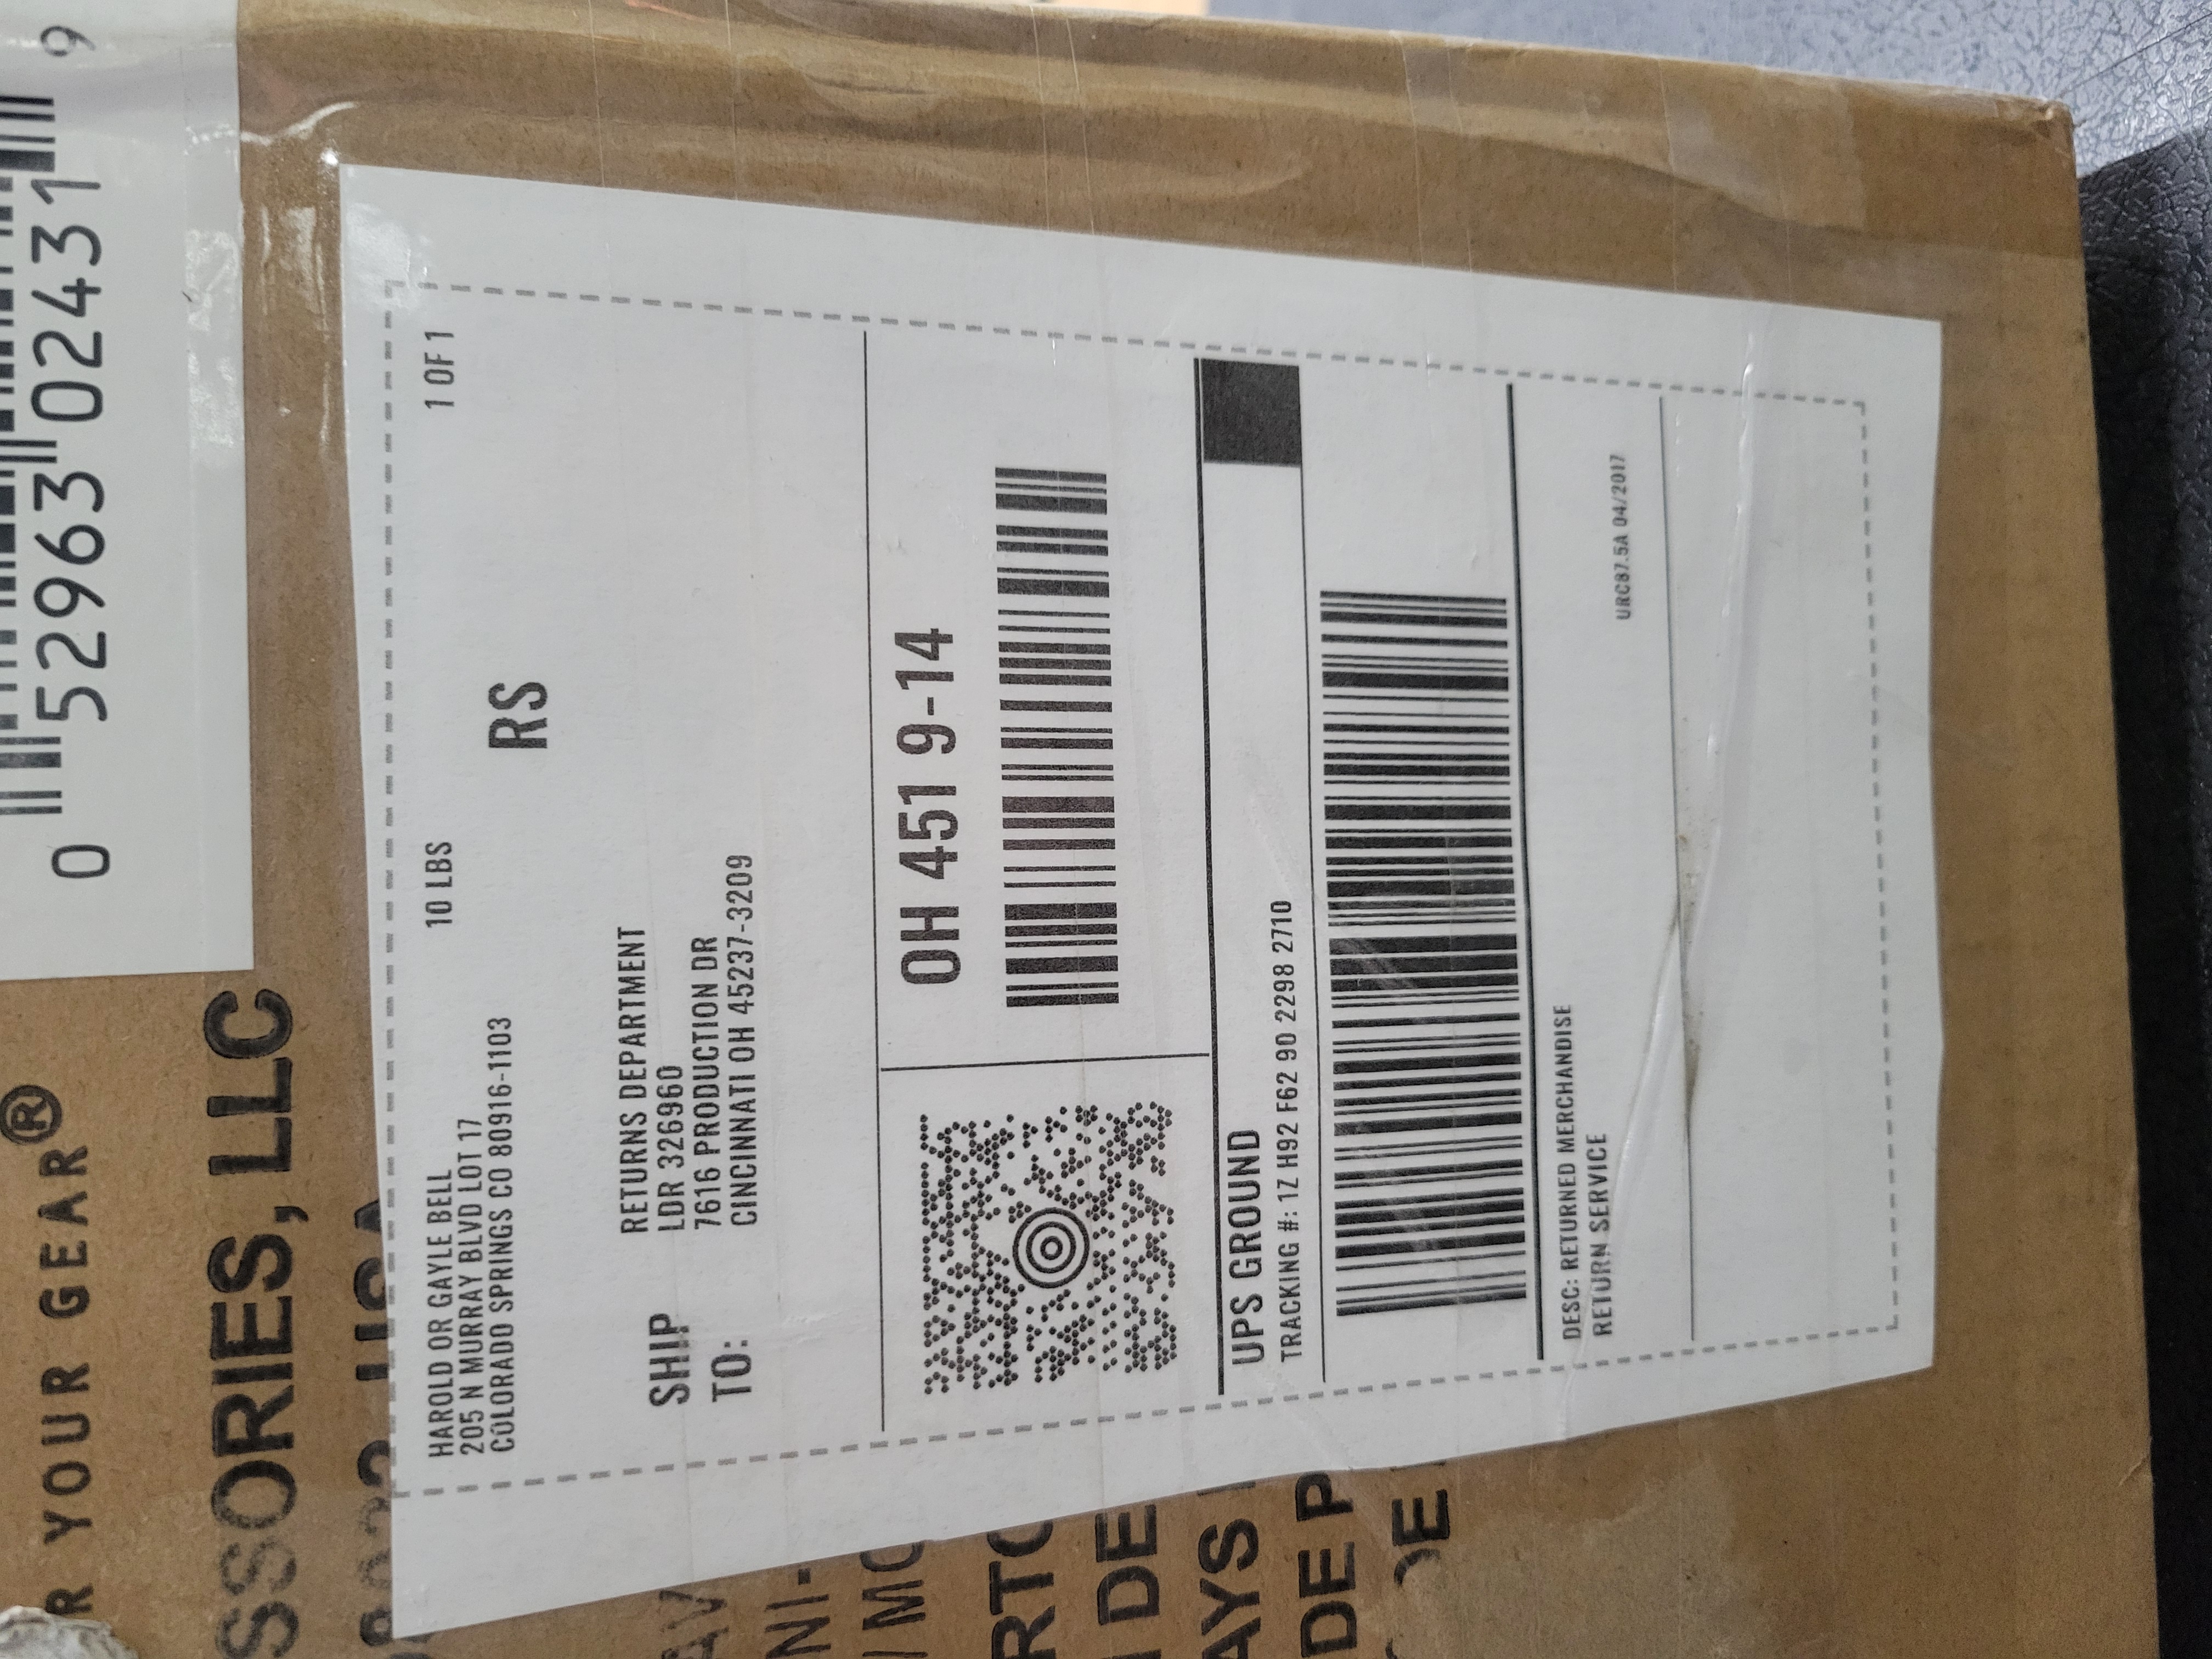 0 52963 02431 9
R YOUR GEAR®
SSORIES, LLC
HAROLD OR GAYLE BELL
205 N MURRAY BLVD LOT 17
COLORADO SPRINGS CO 80916-1103
10 LBS
1 OF 1
RS
SHIP
TO:
RETURNS DEPARTMENT
LDR 326960
7616 PRODUCTION DR
CINCINNATI OH 45237-3209
OH 451 9-14
UPS GROUND
TRACKING #: 1Z H92 F62 90 2298 2710
DESC: RETURNED MERCHANDISE
RETURN SERVICE
URC87.5A 04/2017